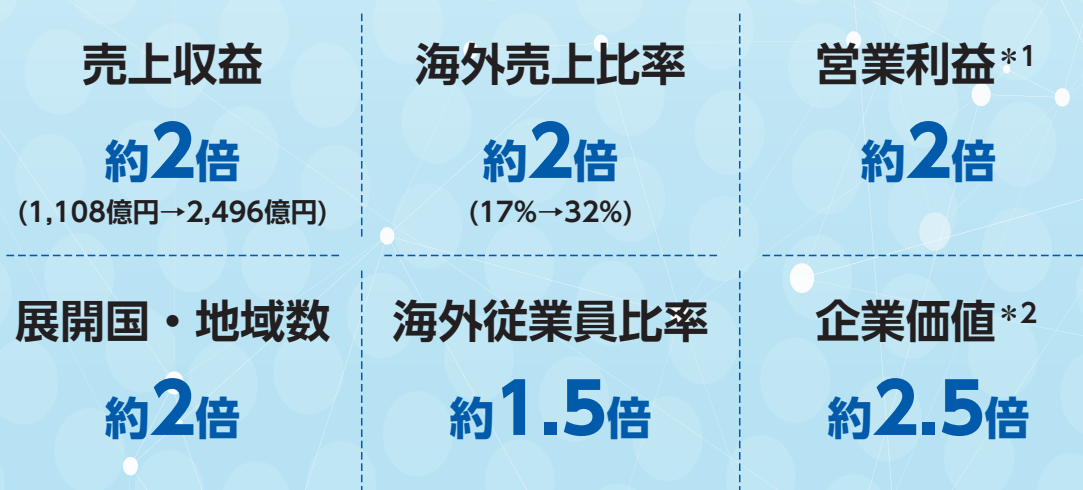 売上収益
約2倍
(1,108億円→2,496億円)
海外売上比率
約2倍
(17%→32%)
営業利益*1
約2倍
展開国・地域数
約2倍
海外従業員比率
約1.5倍
企業価値*2
約2.5倍